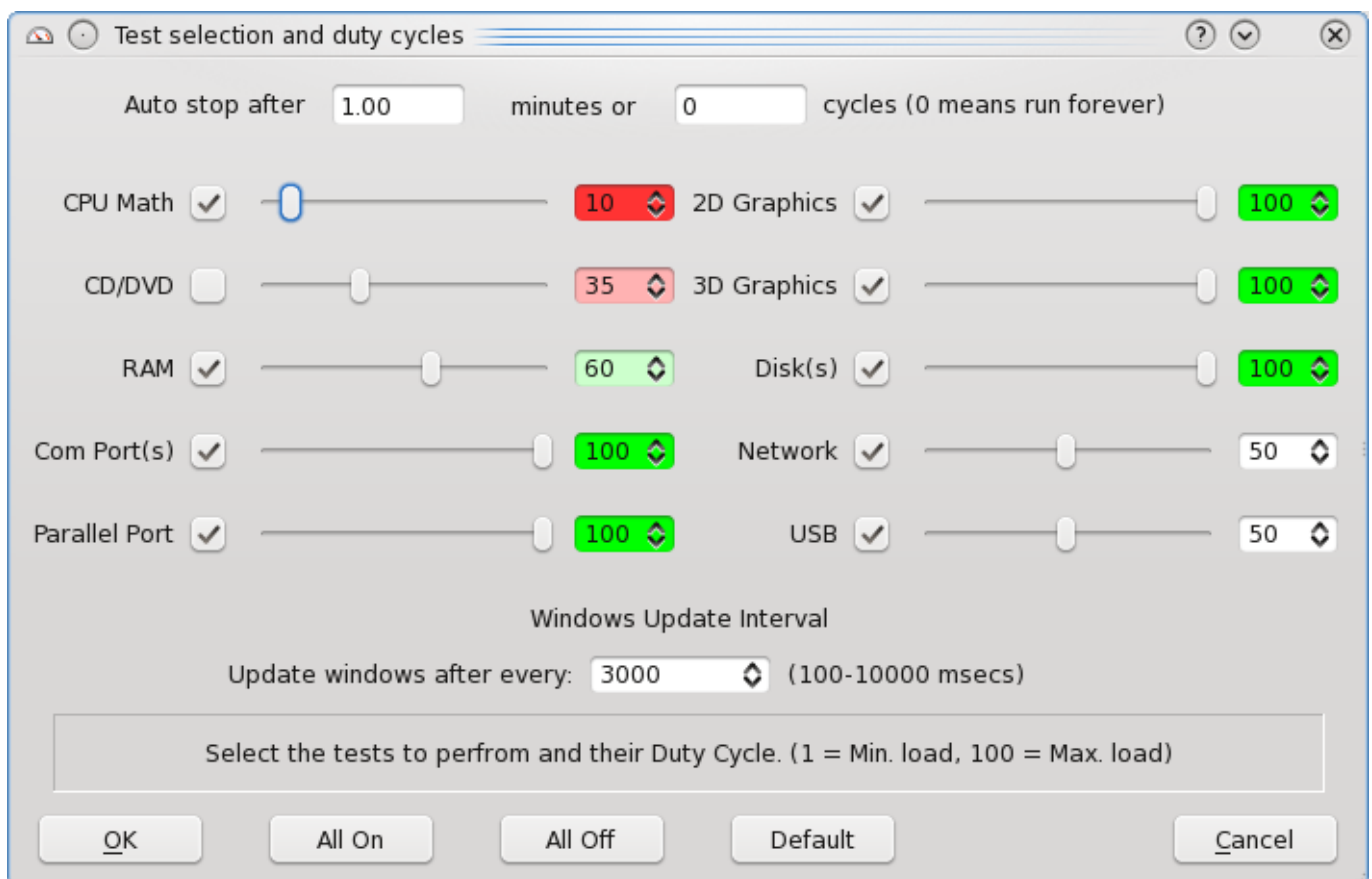 Test selection and duty cycles
Auto stop after 1.00 minutes or 0 cycles (0 means run forever)
CPU Math 10 2D Graphics 100
CD/DVD 35 3D Graphics 100
RAM 60 Disk(s) 100
Com Port(s) 100 Network 50
Parallel Port 100 USB 50
Windows Update Interval
Update windows after every: 3000 (100-10000 msecs)
Select the tests to perfrom and their Duty Cycle. (1 = Min. load, 100 = Max. load)
OK All On All Off Default Cancel